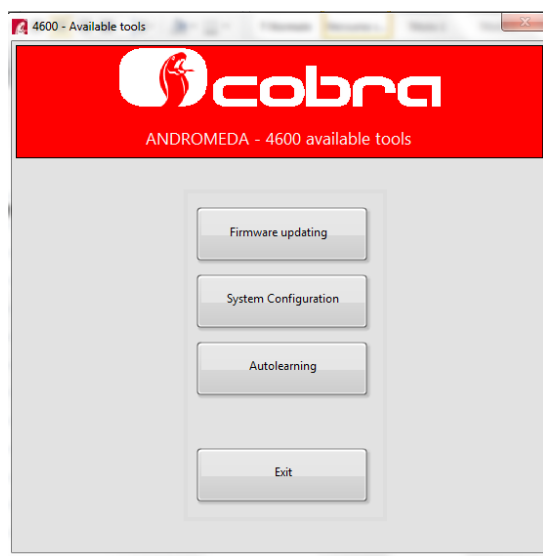 4600 - Available tools
cobra
ANDROMEDA - 4600 available tools
Firmware updating
System Configuration
Autolearning
Exit